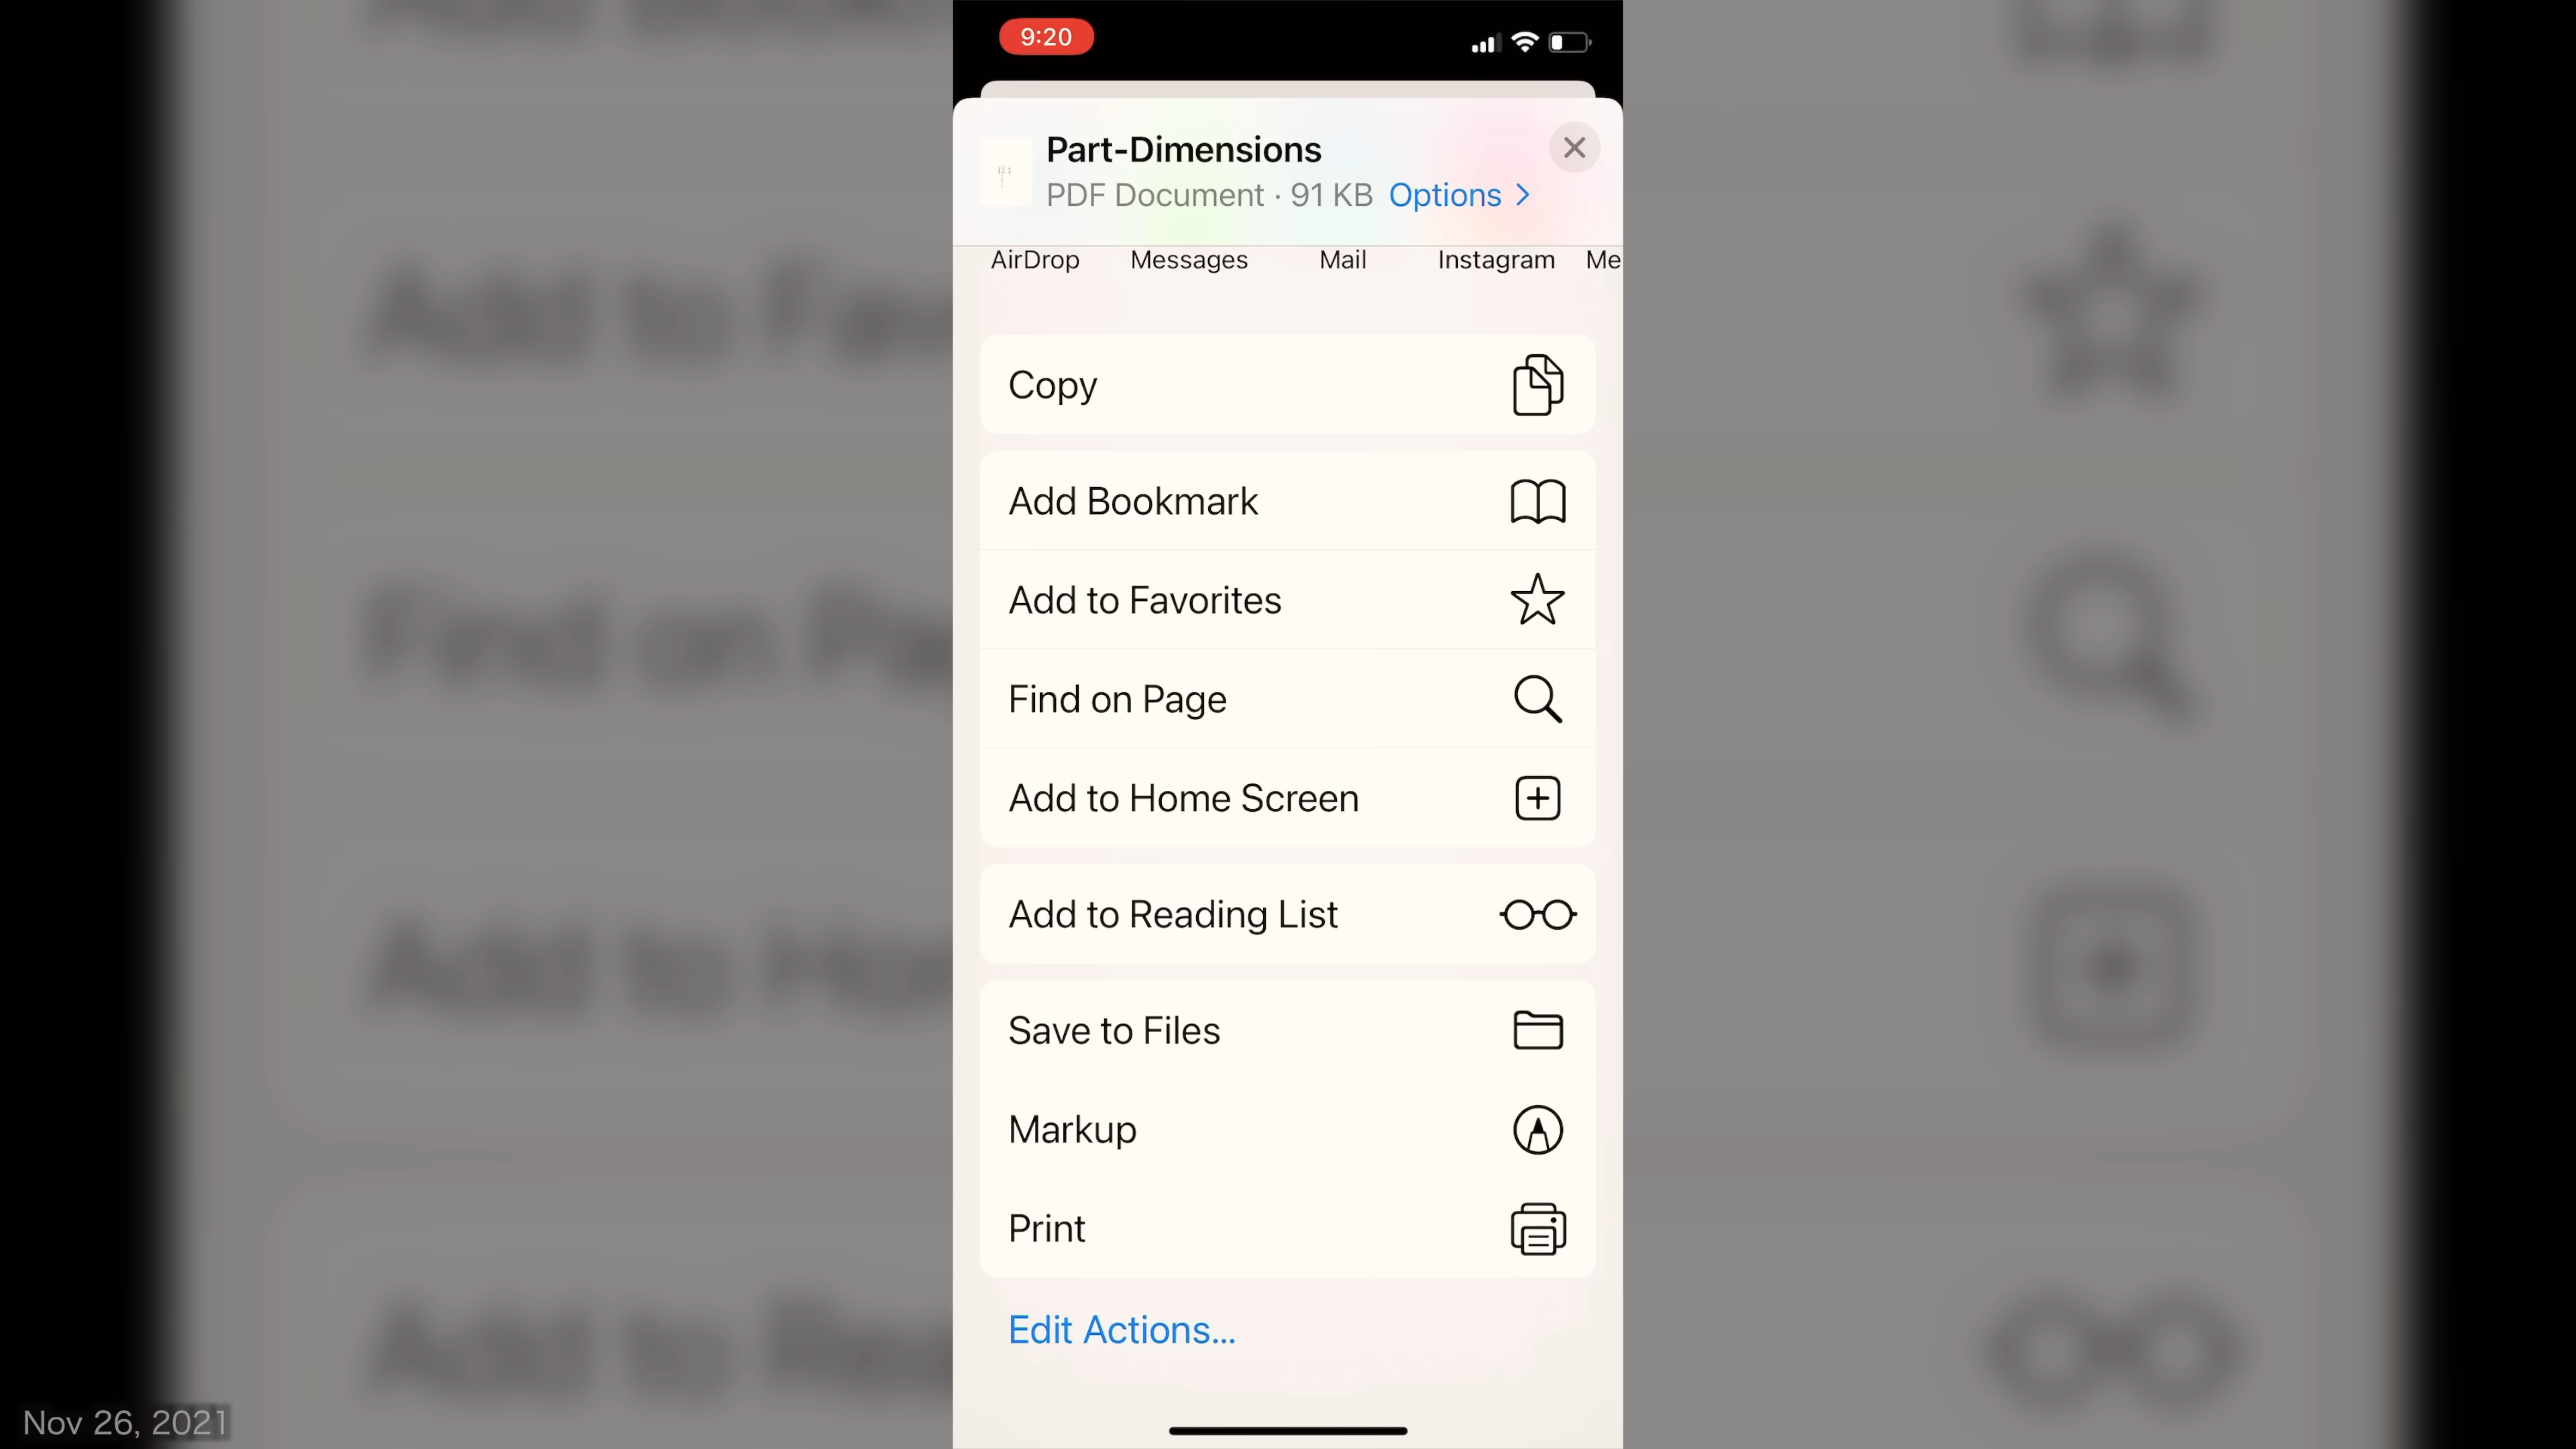 9:20
Part-Dimensions
PDF Document · 91 KB Options >
AirDrop Messages Mail Instagram Me
Copy
Add Bookmark
Add to Favorites
Find on Page
Add to Home Screen
Add to Reading List
Save to Files
Markup
Print
Edit Actions...
Nov 26, 2021